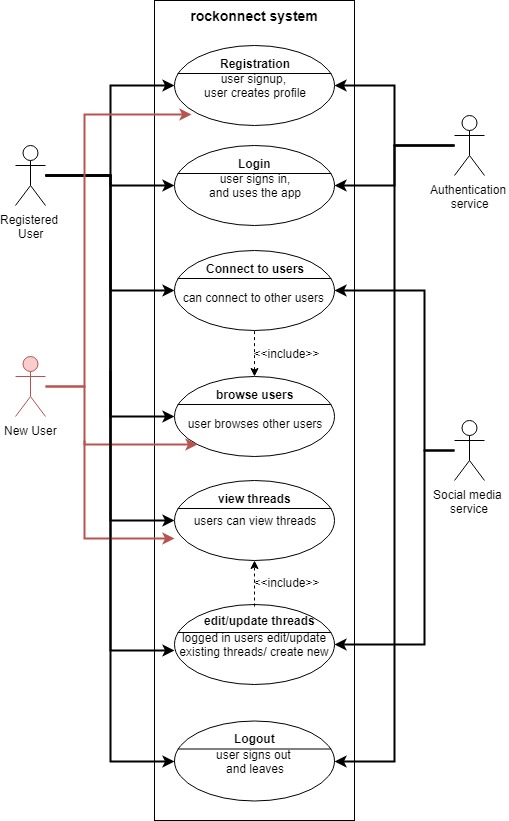 rockonnect system
Registration
user signup,
user creates profile
Login
user signs in,
and uses the app
Registered
User
Authentication
service
Connect to users
can connect to other users
<<include>>
New User
browse users
user browses other users
Social media
service
view threads
users can view threads
<<include>>
edit/update threads
logged in users edit/update
existing threads/ create new
Logout
user signs out
and leaves